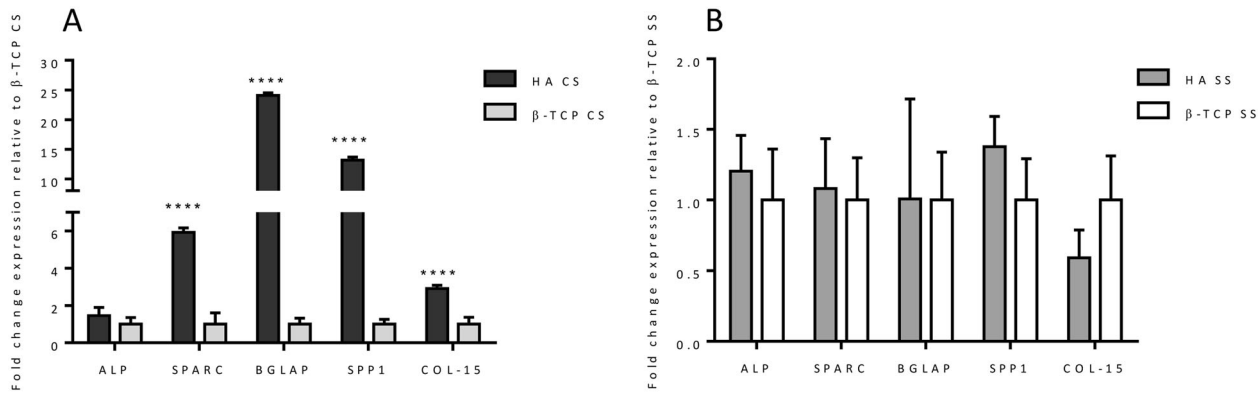 A
Fold change expression relative to β-TCP CS
30
25
20
15
10
6
4
2
0
****
****
****
****
HA CS
β-TCP CS
ALP SPARC BGLAP SPP1 COL-15
B
Fold change expression relative to β-TCP SS
2.0
1.5
1.0
0.5
0.0
HA SS
β-TCP SS
ALP SPARC BGLAP SPP1 COL-15